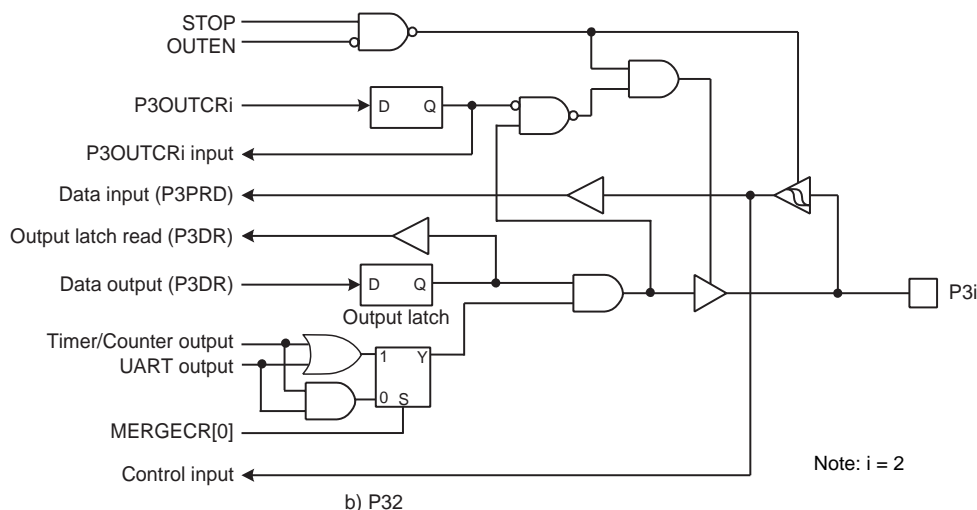 STOP
OUTEN
P3OUTCRi
D Q
P3OUTCRi input
Data input (P3PRD)
Output latch read (P3DR)
Data output (P3DR)
D Q
Output latch
P3i
Timer/Counter output
UART output
1 Y
0 S
MERGECR[0]
Control input
Note: i = 2
b) P32